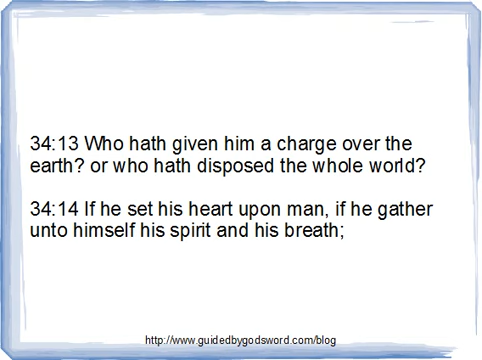 34:13 Who hath given him a charge over the
earth? or who hath disposed the whole world?
34:14 If he set his heart upon man, if he gather
unto himself his spirit and his breath;
http://www.guidedbygodsword.com/blog